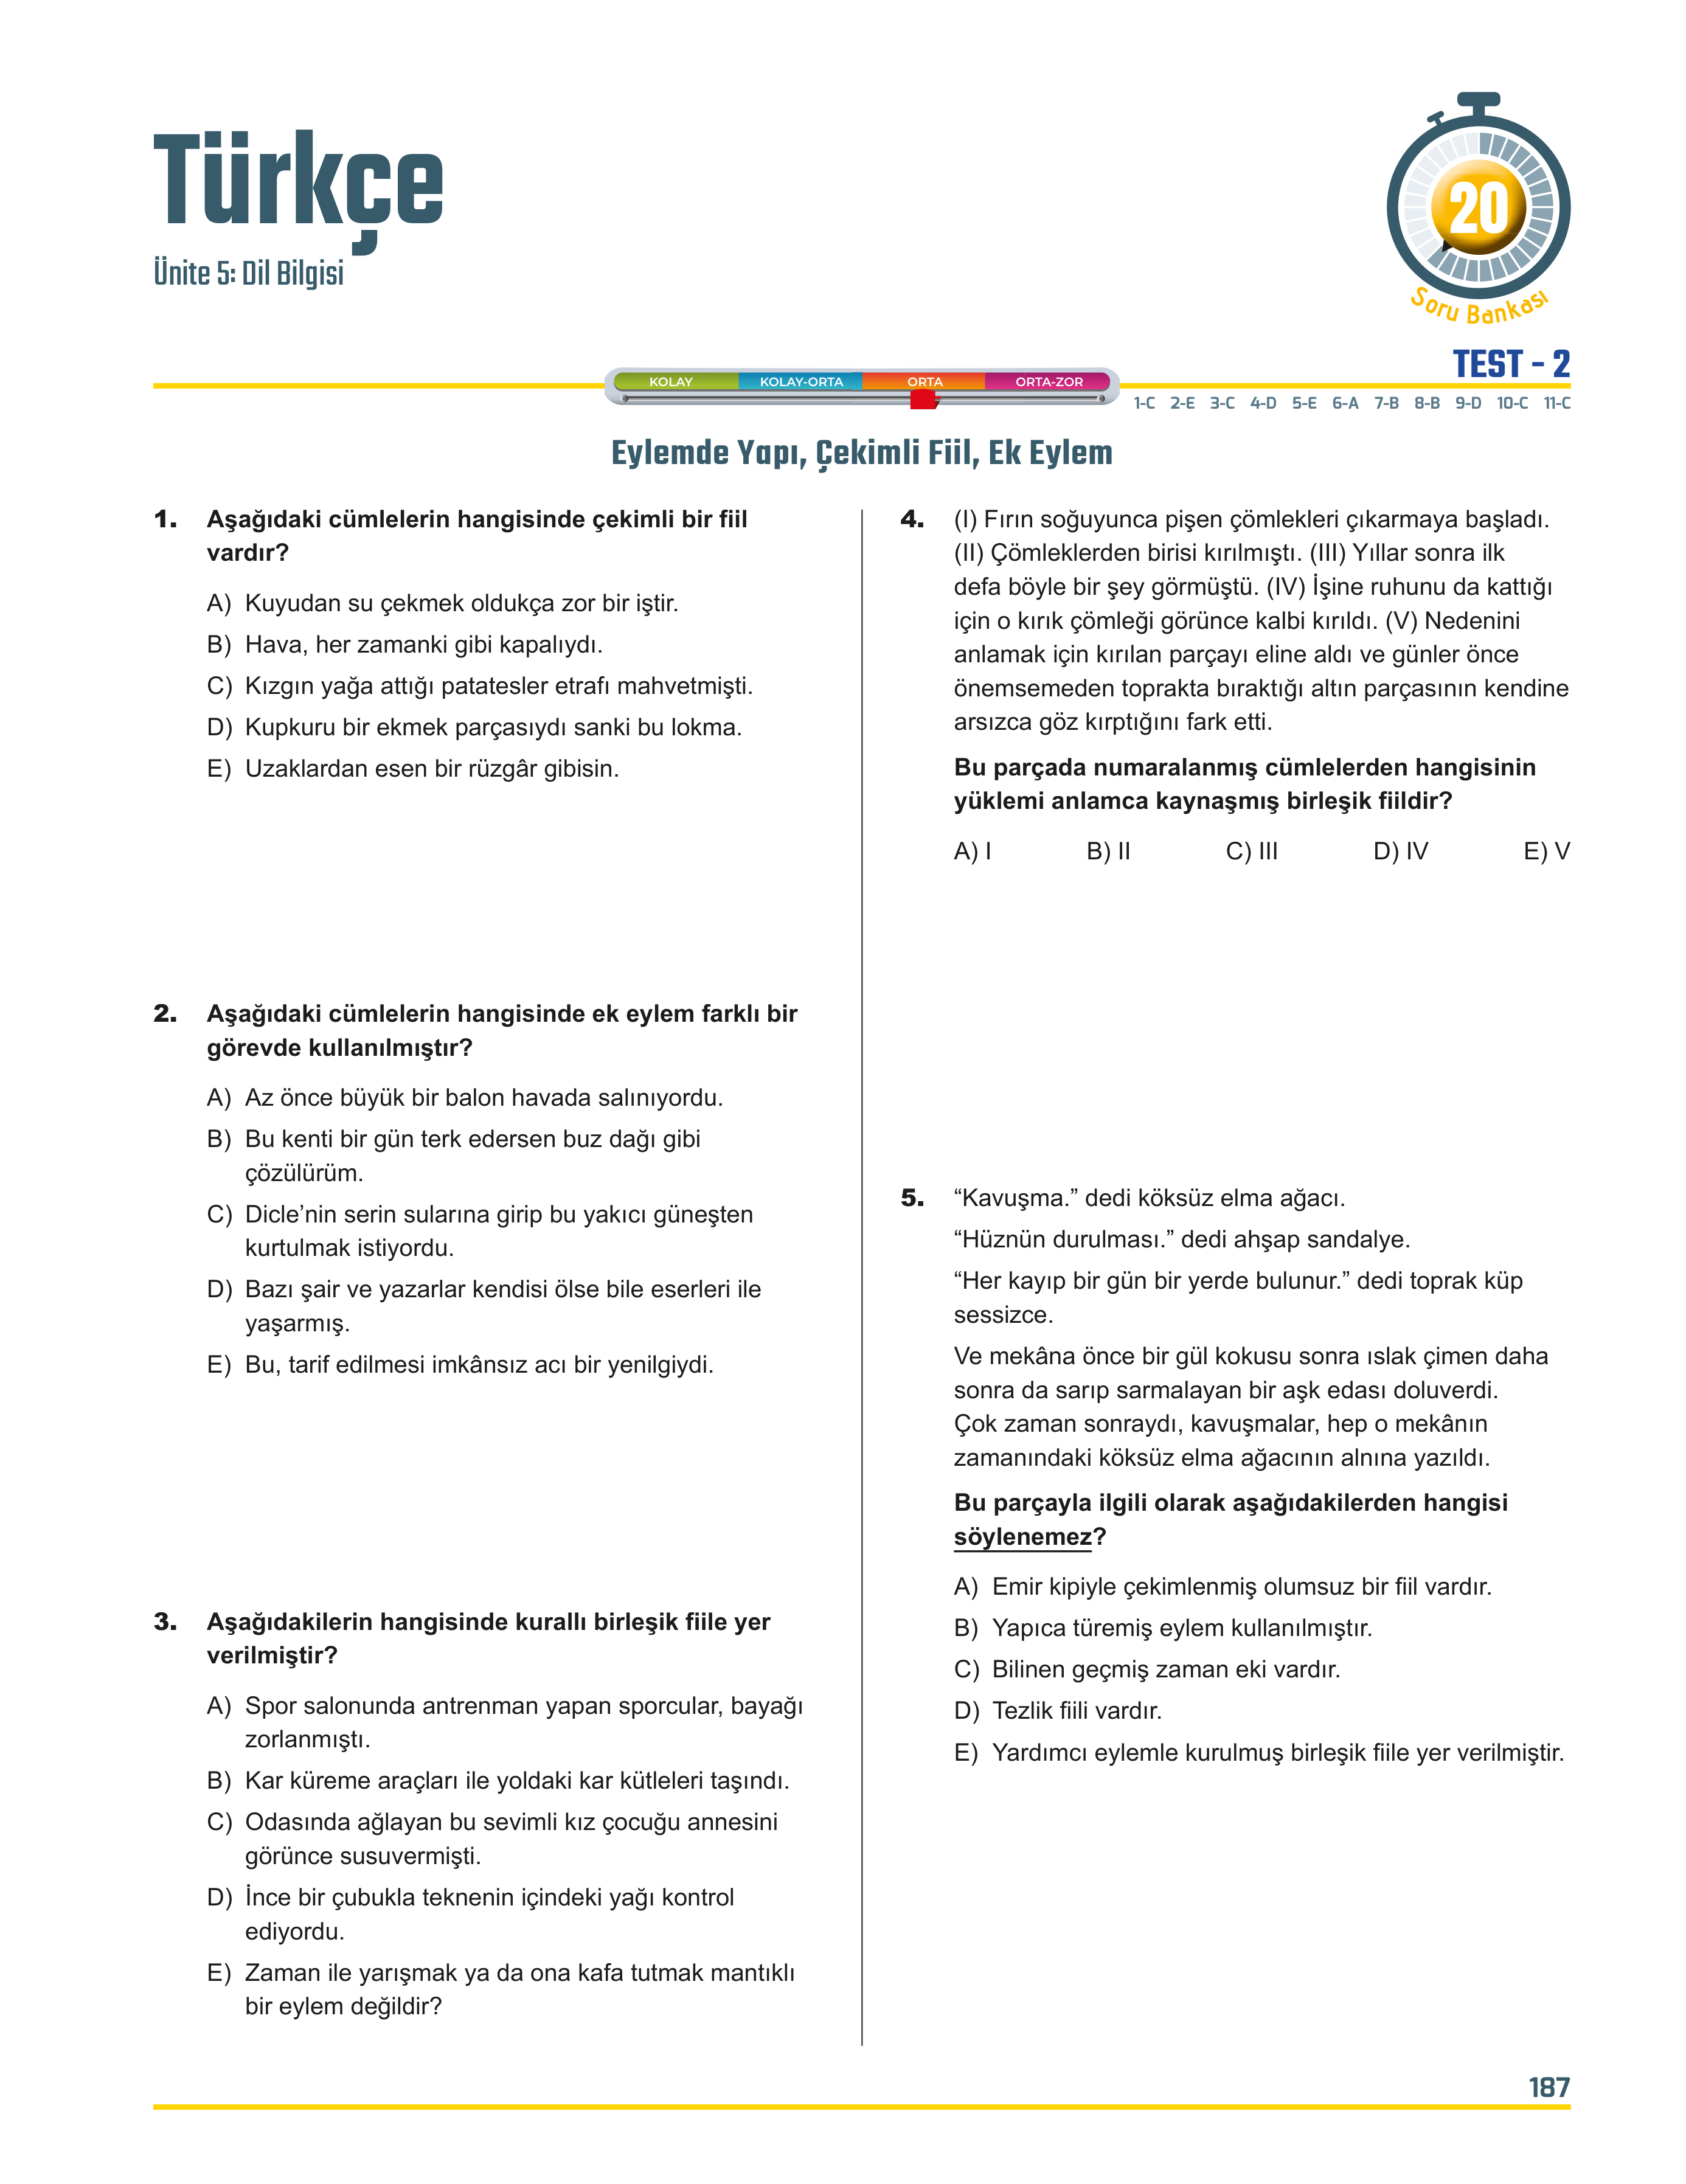 Türkçe
Ünite 5: Dil Bilgisi
20
Soru Bankası
TEST - 2
KOLAY KOLAY-ORTA ORTA ORTA-ZOR
1-C 2-E 3-C 4-D 5-E 6-A 7-B 8-B 9-D 10-C 11-C
Eylemde Yapı, Çekimli Fiil, Ek Eylem
1. Aşağıdaki cümlelerin hangisinde çekimli bir fiil
vardır?
A) Kuyudan su çekmek oldukça zor bir iştir.
B) Hava, her zamanki gibi kapalıydı.
C) Kızgın yağa attığı patatesler etrafı mahvetmişti.
D) Kupkuru bir ekmek parçasıydı sanki bu lokma.
E) Uzaklardan esen bir rüzgâr gibisin.
2. Aşağıdaki cümlelerin hangisinde ek eylem farklı bir
görevde kullanılmıştır?
A) Az önce büyük bir balon havada salınıyordu.
B) Bu kenti bir gün terk edersen buz dağı gibi
çözülürüm.
C) Dicle’nin serin sularına girip bu yakıcı güneşten
kurtulmak istiyordu.
D) Bazı şair ve yazarlar kendisi ölse bile eserleri ile
yaşarmış.
E) Bu, tarif edilmesi imkânsız acı bir yenilgiydi.
3. Aşağıdakilerin hangisinde kurallı birleşik fiile yer
verilmiştir?
A) Spor salonunda antrenman yapan sporcular, bayağı
zorlanmıştı.
B) Kar küreme araçları ile yoldaki kar kütleleri taşındı.
C) Odasında ağlayan bu sevimli kız çocuğu annesini
görünce susuvermişti.
D) İnce bir çubukla teknenin içindeki yağı kontrol
ediyordu.
E) Zaman ile yarışmak ya da ona kafa tutmak mantıklı
bir eylem değildir?
4. (I) Fırın soğuyunca pişen çömlekleri çıkarmaya başladı.
(II) Çömleklerden birisi kırılmıştı. (III) Yıllar sonra ilk
defa böyle bir şey görmüştü. (IV) İşine ruhunu da kattığı
için o kırık çömleği görünce kalbi kırıldı. (V) Nedenini
anlamak için kırılan parçayı eline aldı ve günler önce
önemsemeden toprakta bıraktığı altın parçasının kendine
arsızca göz kırptığını fark etti.
Bu parçada numaralanmış cümlelerden hangisinin
yüklemi anlamca kaynaşmış birleşik fiildir?
A) I B) II C) III D) IV E) V
5. “Kavuşma.” dedi köksüz elma ağacı.
“Hüznün durulması.” dedi ahşap sandalye.
“Her kayıp bir gün bir yerde bulunur.” dedi toprak küp
sessizce.
Ve mekâna önce bir gül kokusu sonra ıslak çimen daha
sonra da sarıp sarmalayan bir aşk edası doluverdi.
Çok zaman sonraydı, kavuşmalar, hep o mekânın
zamanındaki köksüz elma ağacının alnına yazıldı.
Bu parçayla ilgili olarak aşağıdakilerden hangisi
söylenemez?
A) Emir kipiyle çekimlenmiş olumsuz bir fiil vardır.
B) Yapıca türemiş eylem kullanılmıştır.
C) Bilinen geçmiş zaman eki vardır.
D) Tezlik fiili vardır.
E) Yardımcı eylemle kurulmuş birleşik fiile yer verilmiştir.
187